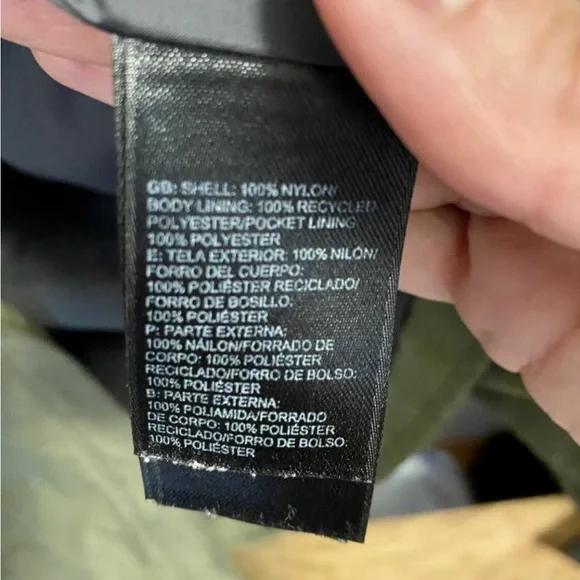 GB: SHELL: 100% NYLON/
BODY LINING: 100% RECYCLED
POLYESTER/POCKET LINING:
100% POLYESTER
E: TELA EXTERIOR: 100% NILÓN/
FORRO DEL CUERPO:
100% POLIÉSTER RECICLADO/
FORRO DE BOSILLO:
100% POLIÉSTER
P: PARTE EXTERNA:
100% NÁILON/FORRADO DE
CORPO: 100% POLIÉSTER
RECICLADO/FORRO DE BOLSO:
100% POLIÉSTER
B: PARTE EXTERNA:
100% POLIAMIDA/FORRADO
DE CORPO: 100% POLIÉSTER
RECICLADO/FORRO DE BOLSO:
100% POLIÉSTER